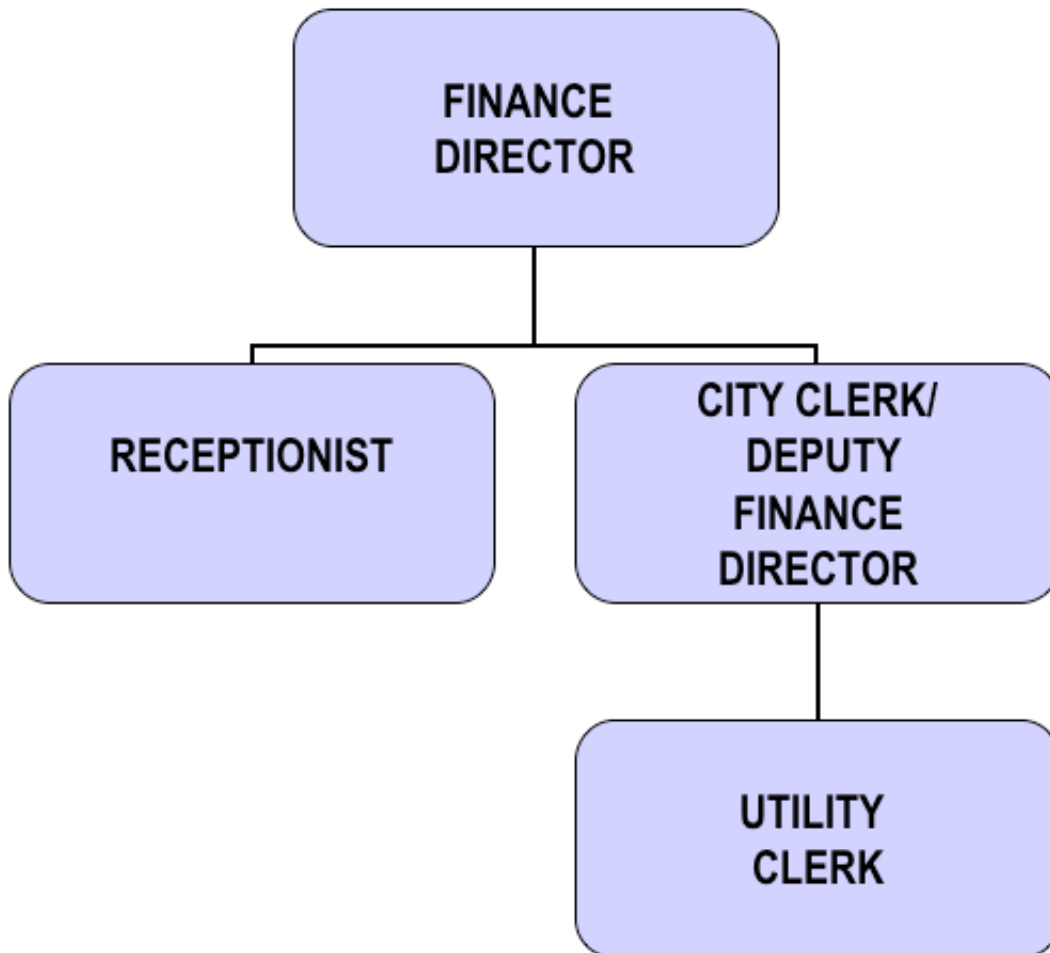 FINANCE
DIRECTOR
RECEPTIONIST
CITY CLERK/
DEPUTY
FINANCE
DIRECTOR
UTILITY
CLERK